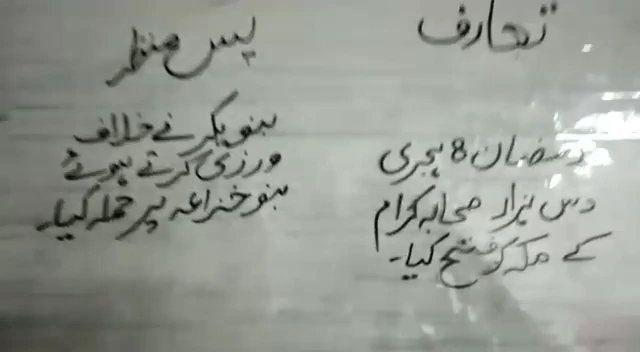 تعارف
رمضان 8 ہجری
دس ہزار صحابہ کرام
کے مکہ کو فتح کیا۔
پس منظر
بنو بکر نے خلاف
ورزی کرتے ہوئے
بنو خزاعہ پر حملہ کیا۔